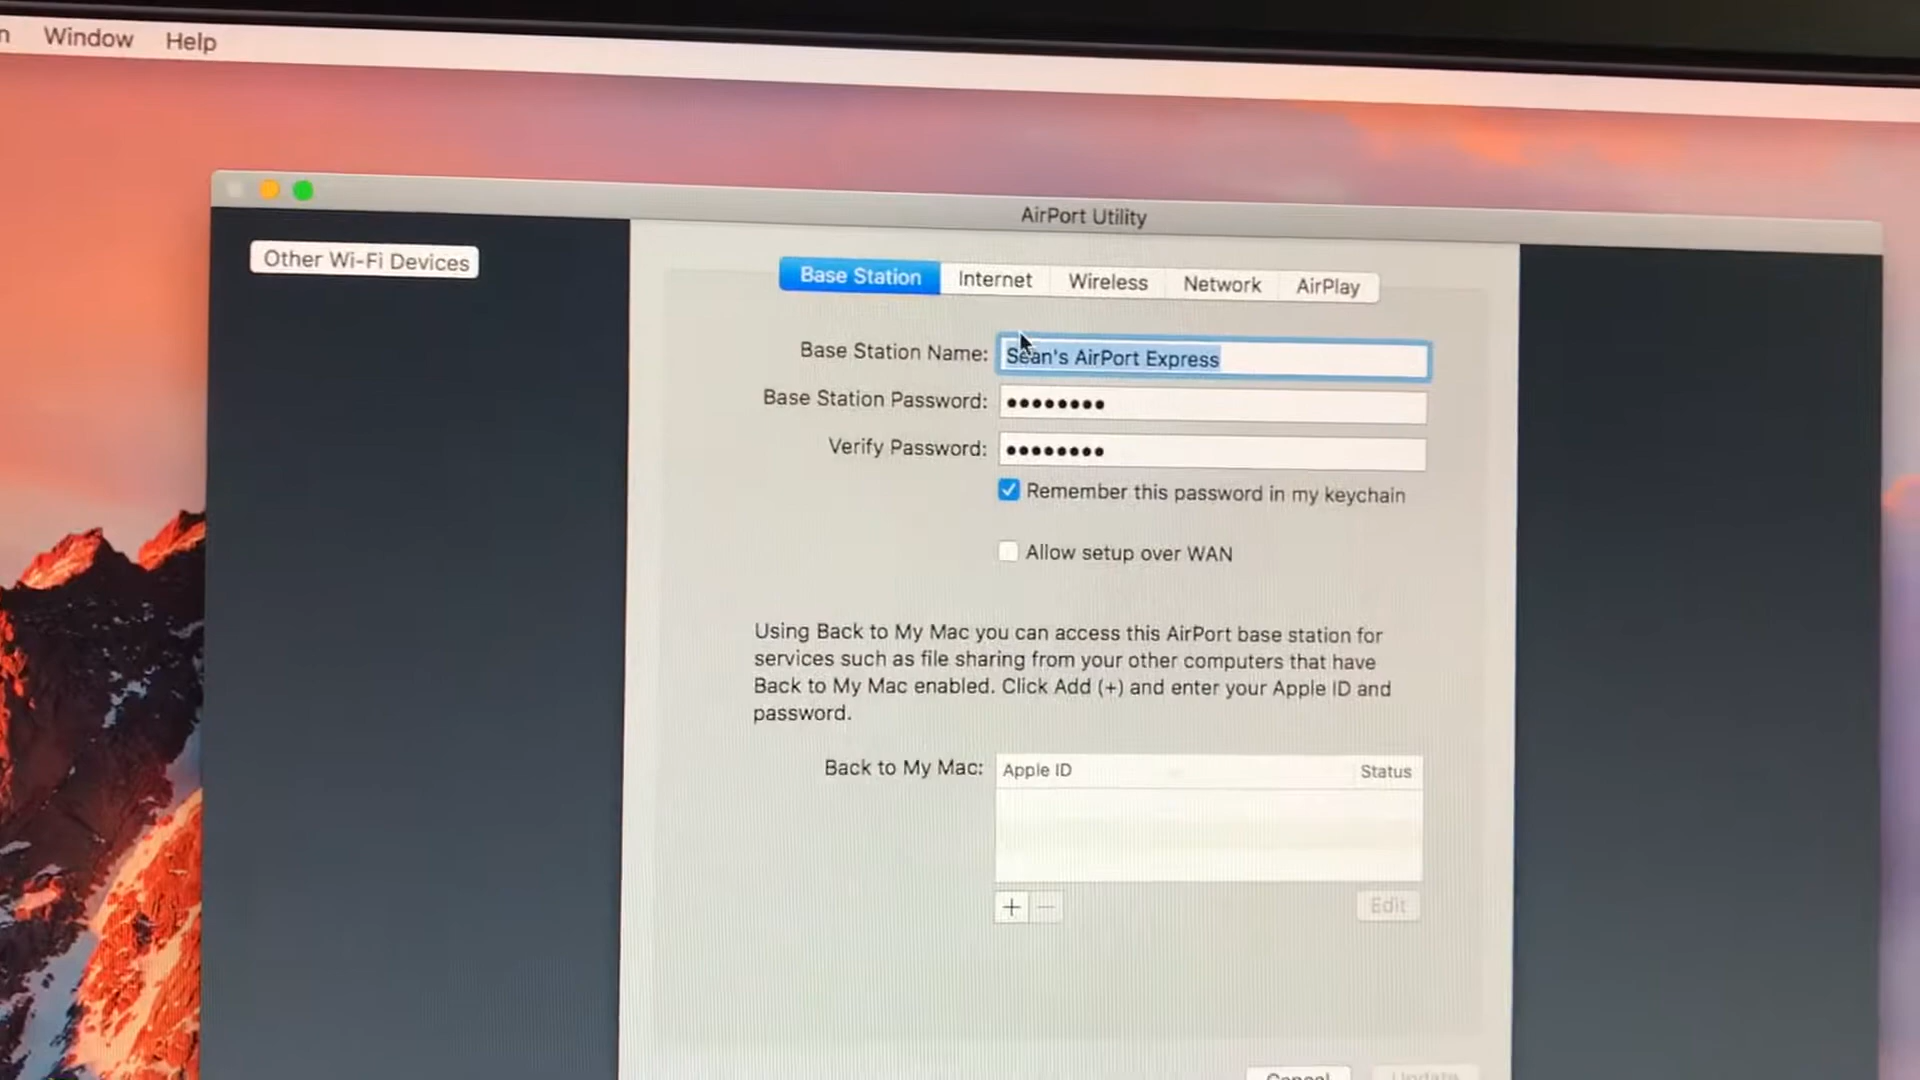 Window Help
AirPort Utility
Other Wi-Fi Devices
Base Station Internet Wireless Network AirPlay
Base Station Name: Sean's AirPort Express
Base Station Password: ●●●●●●●●
Verify Password: ●●●●●●●●
Remember this password in my keychain
Allow setup over WAN
Using Back to My Mac you can access this AirPort base station for
services such as file sharing from your other computers that have
Back to My Mac enabled. Click Add (+) and enter your Apple ID and
password.
Back to My Mac: Apple ID Status
+ − Edit
Cancel Update